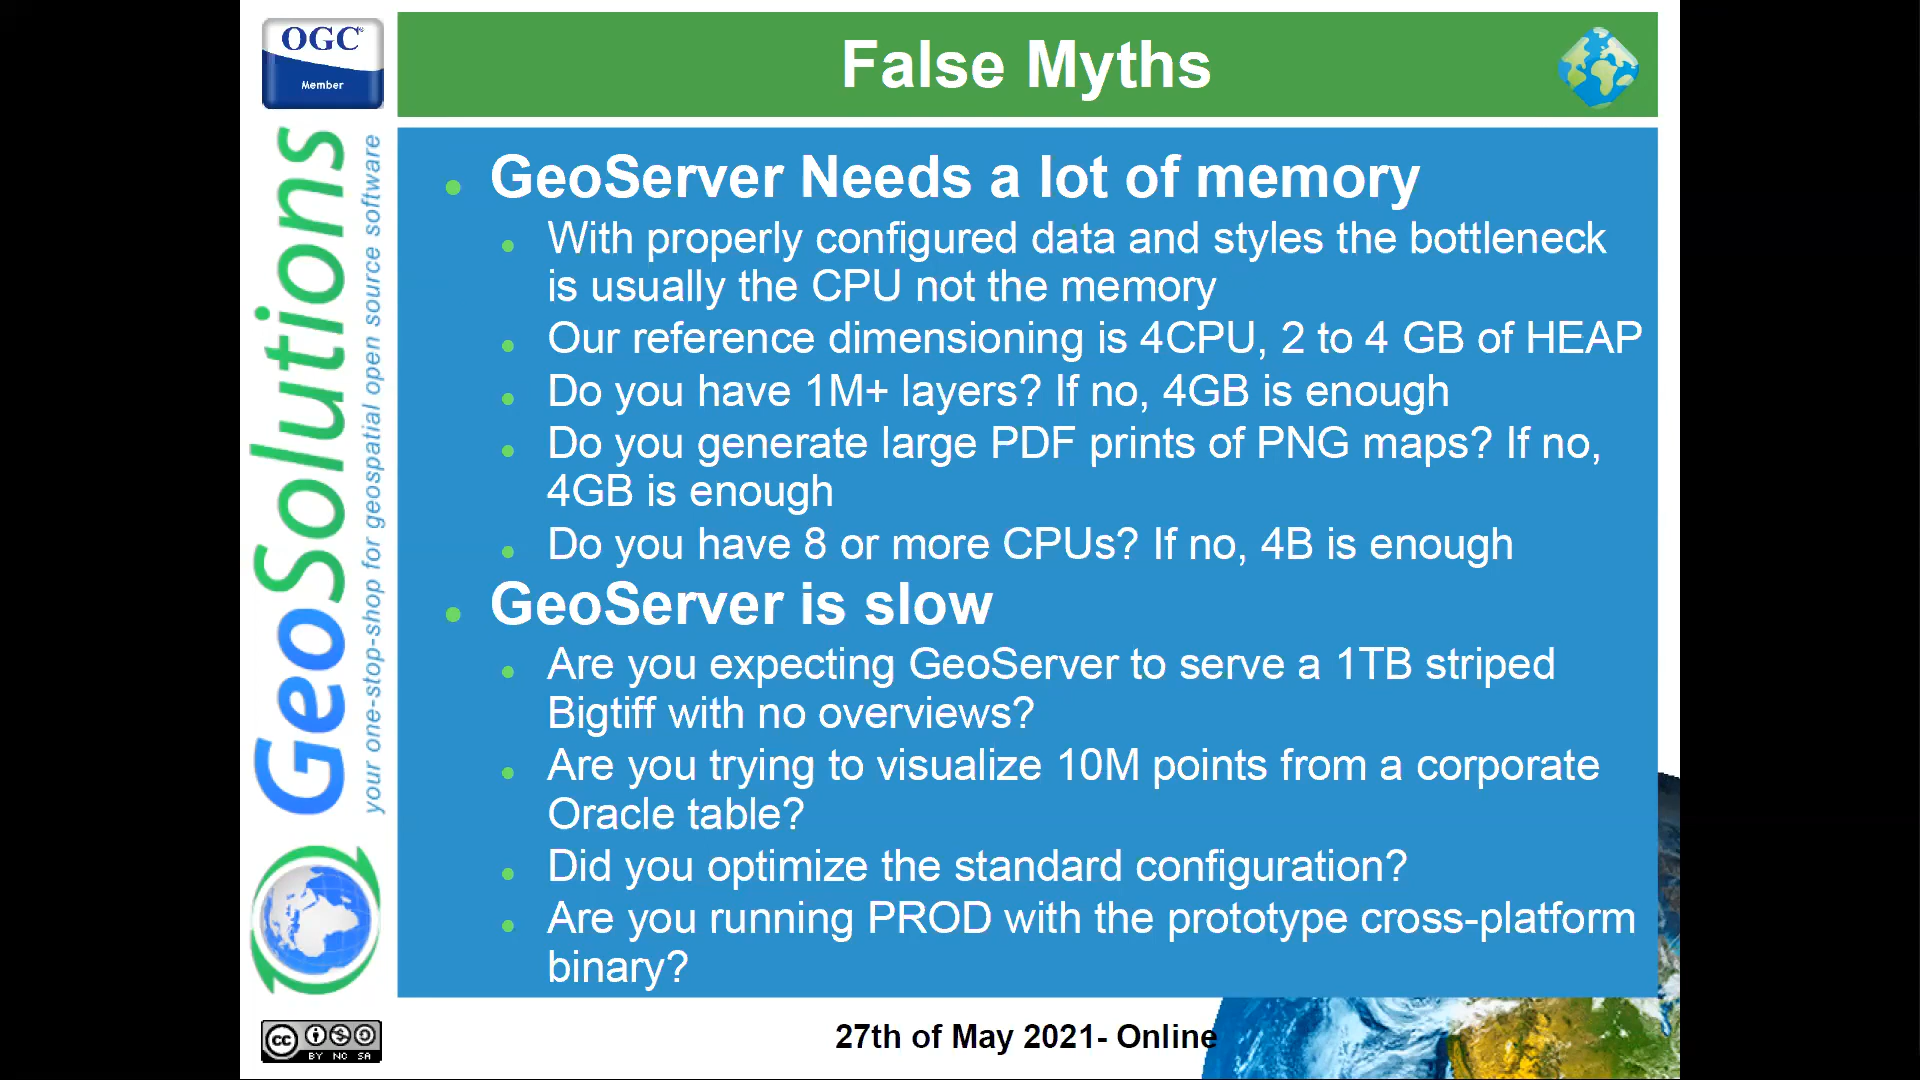 OGC®
Member
False Myths
GeoSolutions
your one-stop-shop for geospatial open source software
GeoServer Needs a lot of memory
With properly configured data and styles the bottleneck
is usually the CPU not the memory
Our reference dimensioning is 4CPU, 2 to 4 GB of HEAP
Do you have 1M+ layers? If no, 4GB is enough
Do you generate large PDF prints of PNG maps? If no,
4GB is enough
Do you have 8 or more CPUs? If no, 4B is enough
GeoServer is slow
Are you expecting GeoServer to serve a 1TB striped
Bigtiff with no overviews?
Are you trying to visualize 10M points from a corporate
Oracle table?
Did you optimize the standard configuration?
Are you running PROD with the prototype cross-platform
binary?
cc
BY NC SA
27th of May 2021- Online